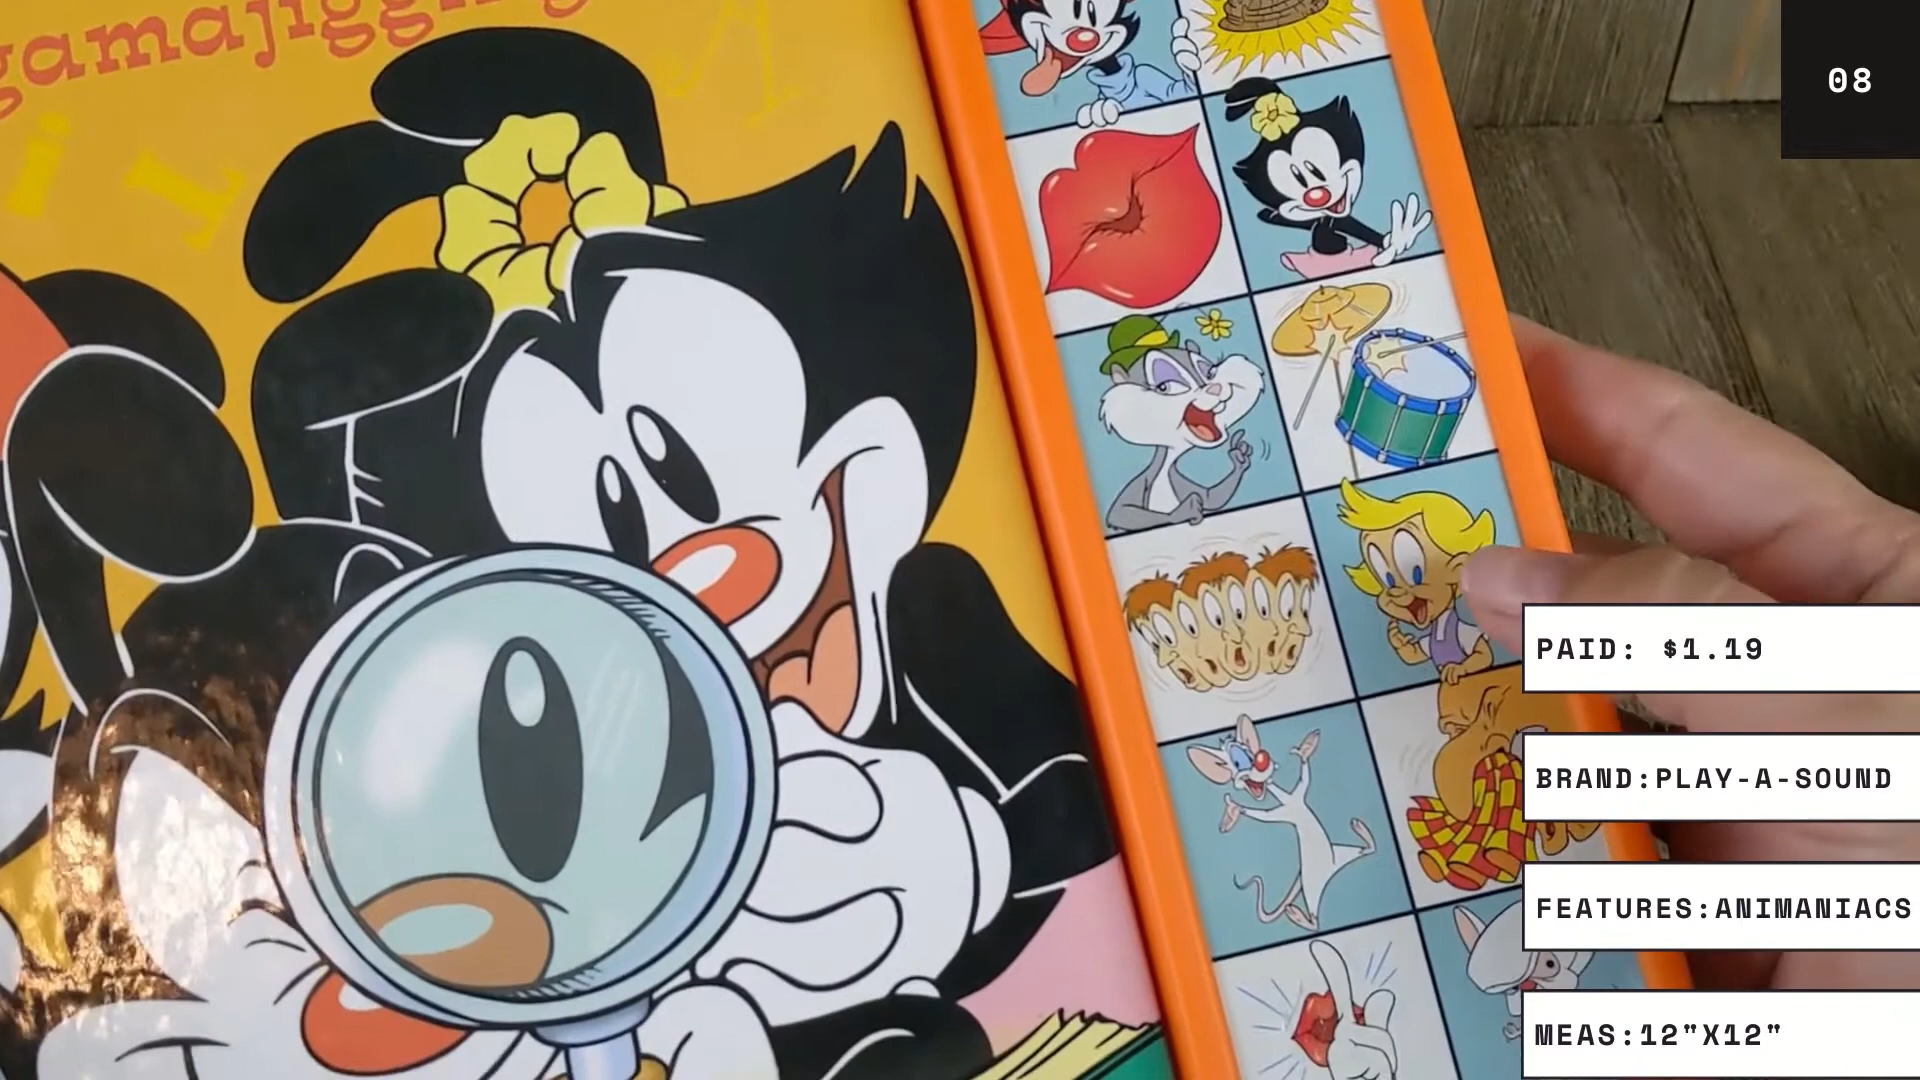 gamajigging
08
PAID: $1.19
BRAND:PLAY-A-SOUND
FEATURES:ANIMANIACS
MEAS:12"X12"